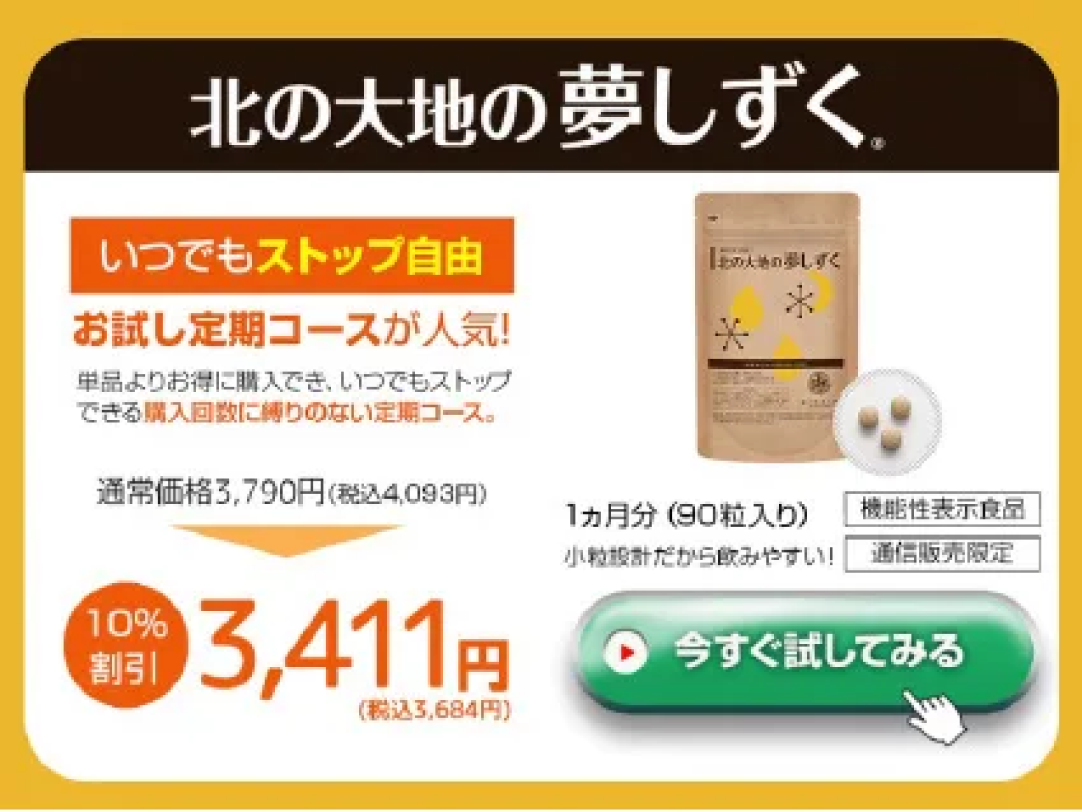 北の大地の夢しずく®
いつでもストップ自由
お試し定期コースが人気!
単品よりお得に購入でき、いつでもストップ
できる購入回数に縛りのない定期コース。
通常価格3,790円(税込4,093円)
10%
割引
3,411円
(税込3,684円)
北の大地の夢しずく
1ヵ月分(90粒入り)
機能性表示食品
小粒設計だから飲みやすい!
通信販売限定
今すぐ試してみる